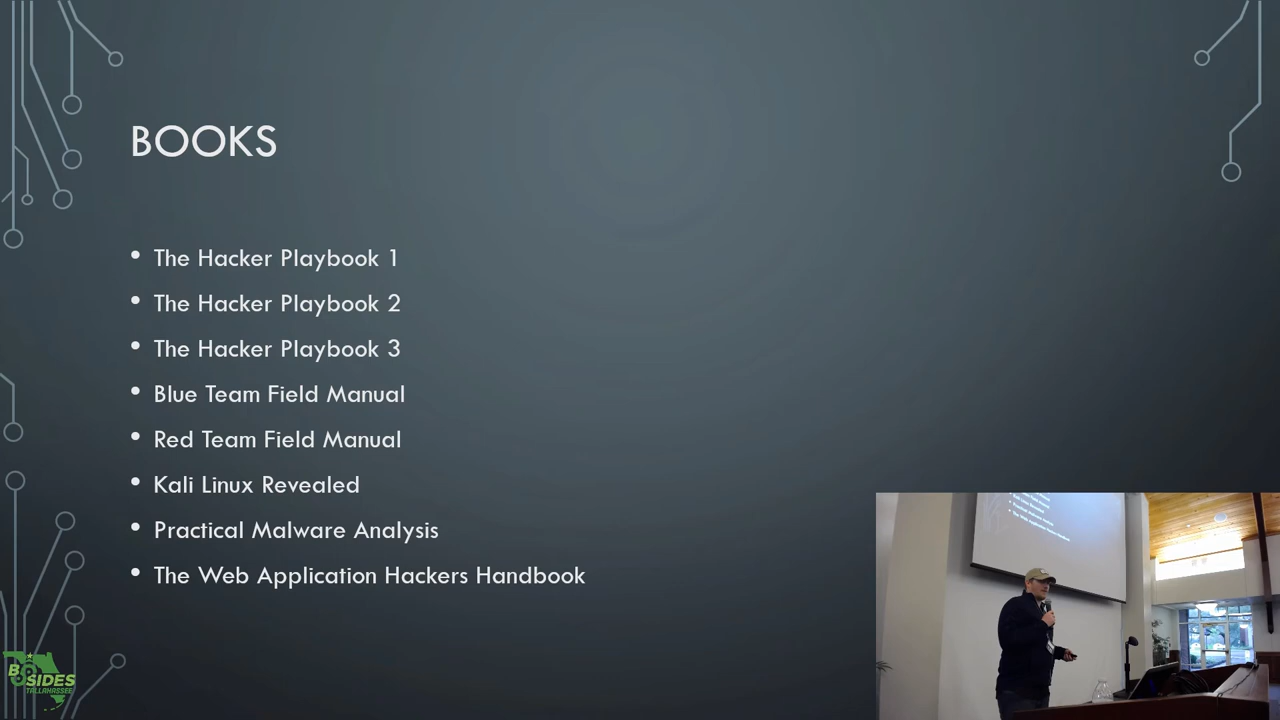 BOOKS
The Hacker Playbook 1
The Hacker Playbook 2
The Hacker Playbook 3
Blue Team Field Manual
Red Team Field Manual
Kali Linux Revealed
Practical Malware Analysis
The Web Application Hackers Handbook
BSIDES
TALLAHASSEE